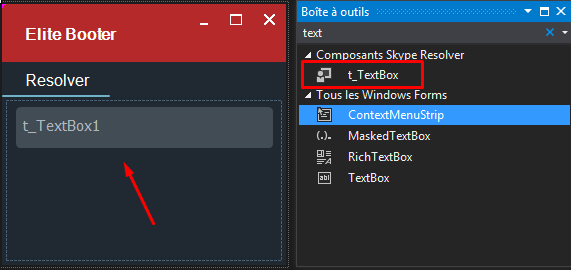 Elite Booter
Resolver
t_TextBox1
Boîte à outils
text
Composants Skype Resolver
t_TextBox
Tous les Windows Forms
ContextMenuStrip
(.). MaskedTextBox
RichTextBox
abl TextBox